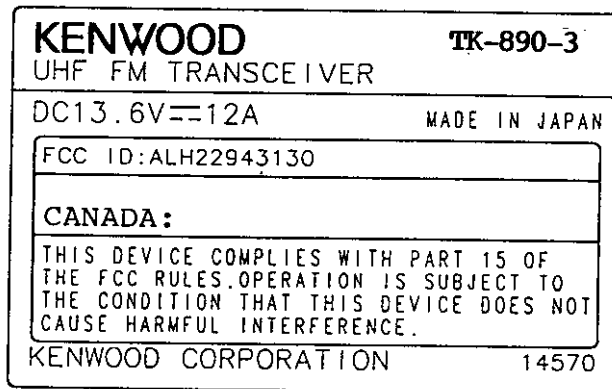 KENWOOD TK-890-3
UHF FM TRANSCEIVER
DC13.6V⎓12A MADE IN JAPAN
FCC ID:ALH22943130
CANADA:
THIS DEVICE COMPLIES WITH PART 15 OF
THE FCC RULES.OPERATION IS SUBJECT TO
THE CONDITION THAT THIS DEVICE DOES NOT
CAUSE HARMFUL INTERFERENCE.
KENWOOD CORPORATION 14570